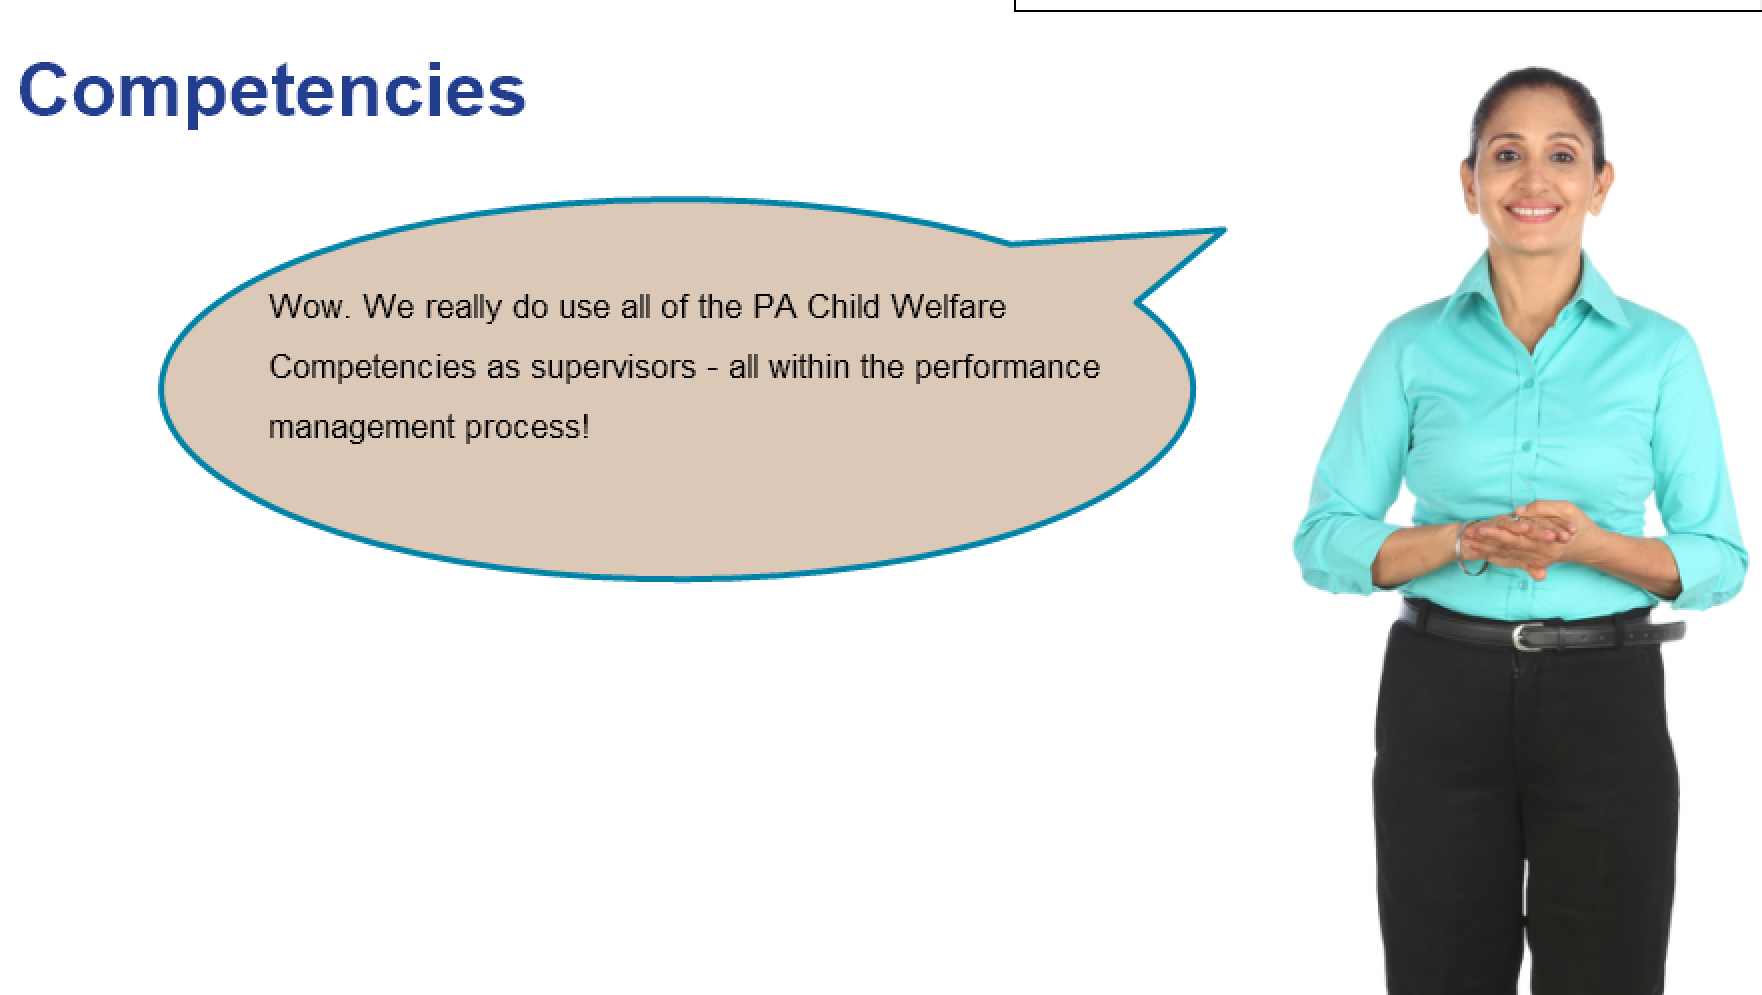 Competencies
Wow. We really do use all of the PA Child Welfare
Competencies as supervisors - all within the performance
management process!